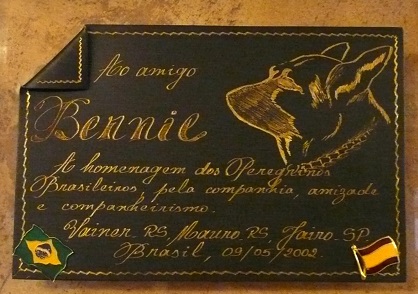 Ao amigo
Bennie
A homenagem dos Peregrinos
Brasileiros, pela companhia, amizade
e companheirismo.
Vainer RS, Mauro RS, Jairo SP
Brasil, 09/05/2002